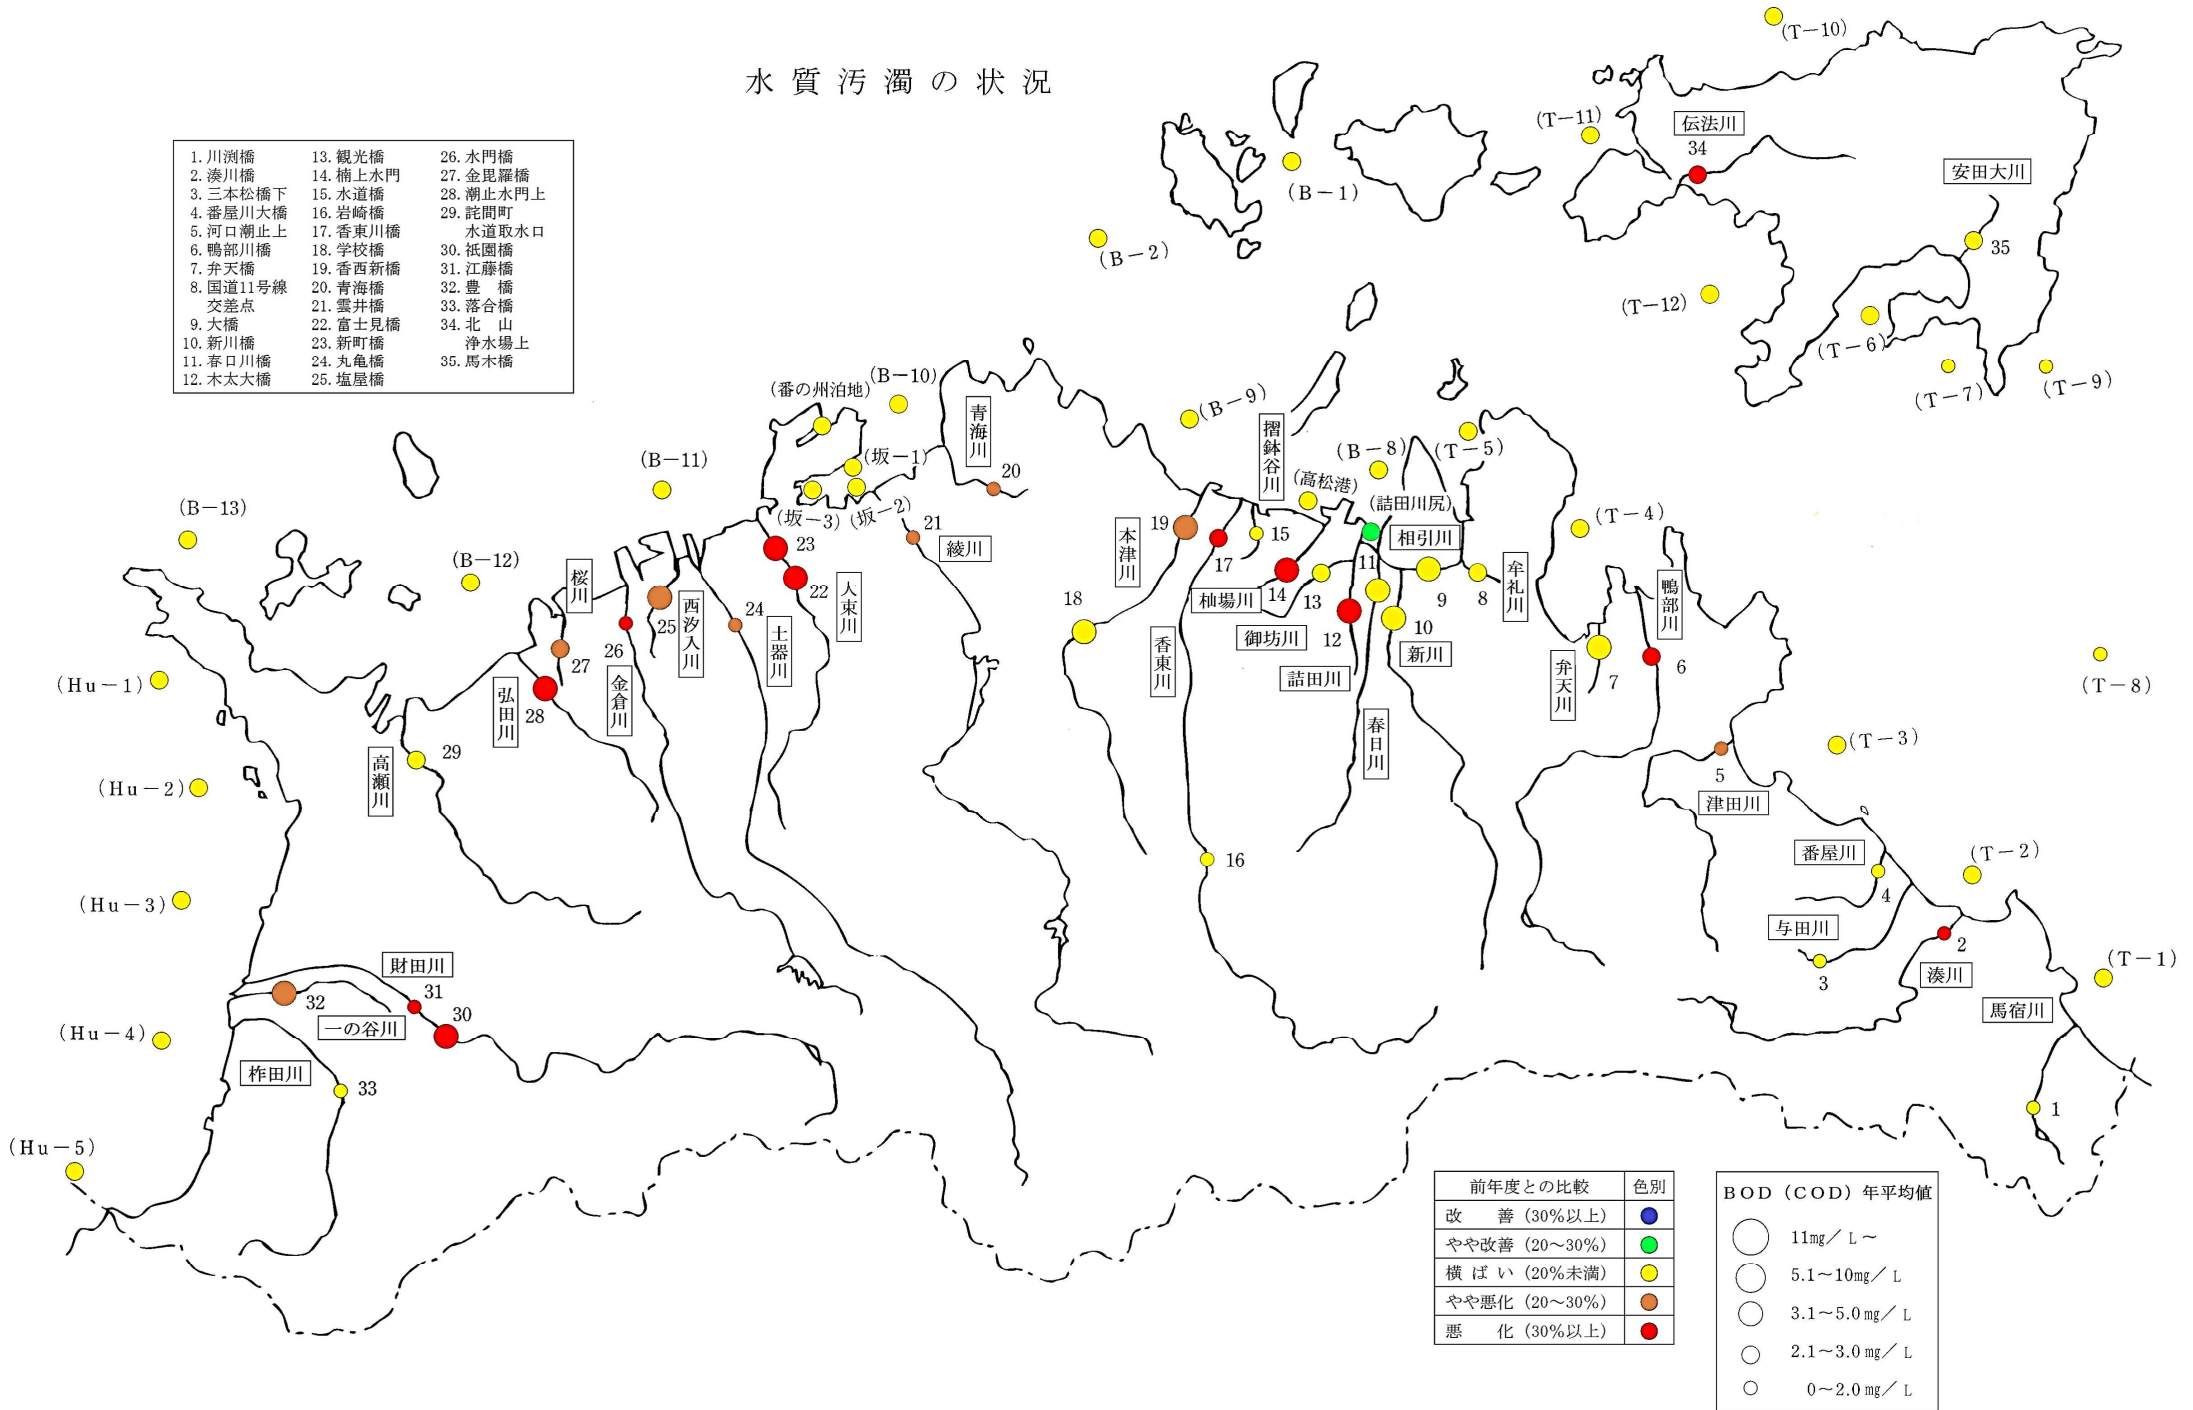 水質汚濁の状況
1. 川渕橋
2. 湊川橋
3. 三本松橋下
4. 番屋川大橋
5. 河口潮止上
6. 鴨部川橋
7. 弁天橋
8. 国道11号線
交差点
9. 大橋
10. 新川橋
11. 春口川橋
12. 木太大橋
13. 観光橋
14. 楠上水門
15. 水道橋
16. 岩崎橋
17. 香東川橋
18. 学校橋
19. 香西新橋
20. 青海橋
21. 雲井橋
22. 富士見橋
23. 新町橋
24. 丸亀橋
25. 塩屋橋
26. 水門橋
27. 金毘羅橋
28. 潮止水門上
29. 詫間町
水道取水口
30. 祇園橋
31. 江藤橋
32. 豊　橋
33. 落合橋
34. 北　山
浄水場上
35. 馬木橋
(T－10)
(T－11)
伝法川
34
安田大川
35
(B－1)
(B－2)
(T－12)
(T－6)
(T－7)
(T－9)
(番の州泊地)
(B－10)
青海川
20
(B－9)
摺鉢谷川
(B－8)
(T－5)
(高松港)
(詰田川尻)
(B－11)
(坂－1)
(坂－3)
(坂－2)
21
綾川
(B－13)
(B－12)
桜川
23
22
大束川
25
西汐入川
24
土器川
26
金倉川
27
弘田川
28
29
高瀬川
本津川
19
17
15
18
香東川
杣場川
14
13
御坊川
12
詰田川
11
相引川
9
8
牟礼川
10
新川
春日川
16
(T－4)
鴨部川
6
弁天川
7
(T－8)
(T－3)
5
津田川
番屋川
4
(T－2)
与田川
3
2
湊川
(T－1)
馬宿川
1
(Hu－1)
(Hu－2)
(Hu－3)
(Hu－4)
(Hu－5)
財田川
31
32
一の谷川
30
柞田川
33
前年度との比較 色別
改　善 (30%以上)
やや改善 (20～30%)
横ばい (20%未満)
やや悪化 (20～30%)
悪　化 (30%以上)
BOD（COD）年平均値
11㎎／L～
5.1～10㎎／L
3.1～5.0㎎／L
2.1～3.0㎎／L
0～2.0㎎／L